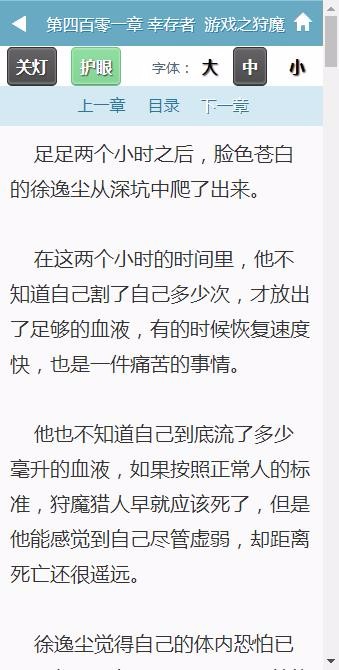 第四百零一章 幸存者 游戏之狩魔
关灯 护眼 字体： 大 中 小
上一章 目录 下一章
足足两个小时之后，脸色苍白
的徐逸尘从深坑中爬了出来。
在这两个小时的时间里，他不
知道自己割了自己多少次，才放出
了足够的血液，有的时候恢复速度
快，也是一件痛苦的事情。
他也不知道自己到底流了多少
毫升的血液，如果按照正常人的标
准，狩魔猎人早就应该死了，但是
他能感觉到自己尽管虚弱，却距离
死亡还很遥远。
徐逸尘觉得自己的体内恐怕已